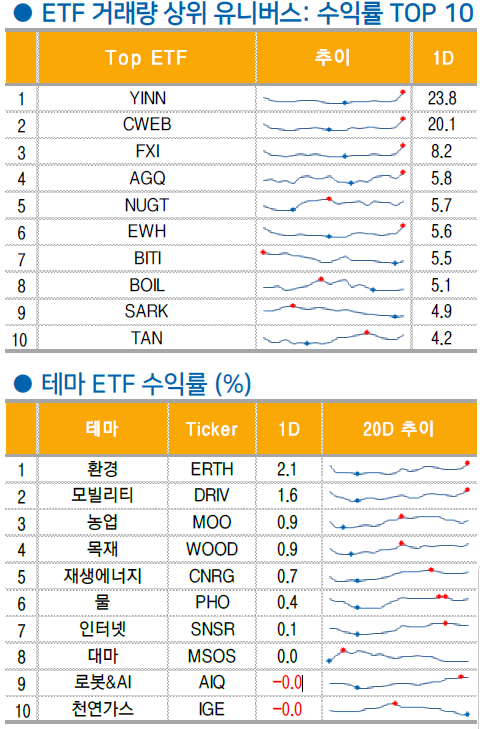 ● ETF 거래량 상위 유니버스: 수익률 TOP 10
Top ETF 추이 1D
1 YINN 23.8
2 CWEB 20.1
3 FXI 8.2
4 AGQ 5.8
5 NUGT 5.7
6 EWH 5.6
7 BITI 5.5
8 BOIL 5.1
9 SARK 4.9
10 TAN 4.2
● 테마 ETF 수익률 (%)
테마 Ticker 1D 20D 추이
1 환경 ERTH 2.1
2 모빌리티 DRIV 1.6
3 농업 MOO 0.9
4 목재 WOOD 0.9
5 재생에너지 CNRG 0.7
6 물 PHO 0.4
7 인터넷 SNSR 0.1
8 대마 MSOS 0.0
9 로봇&AI AIQ -0.0
10 천연가스 IGE -0.0